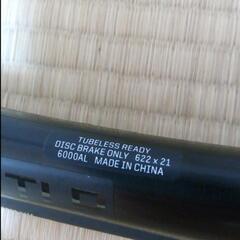 TUBELESS READY
DISC BRAKE ONLY 622 x 21
6000AL MADE IN CHINA